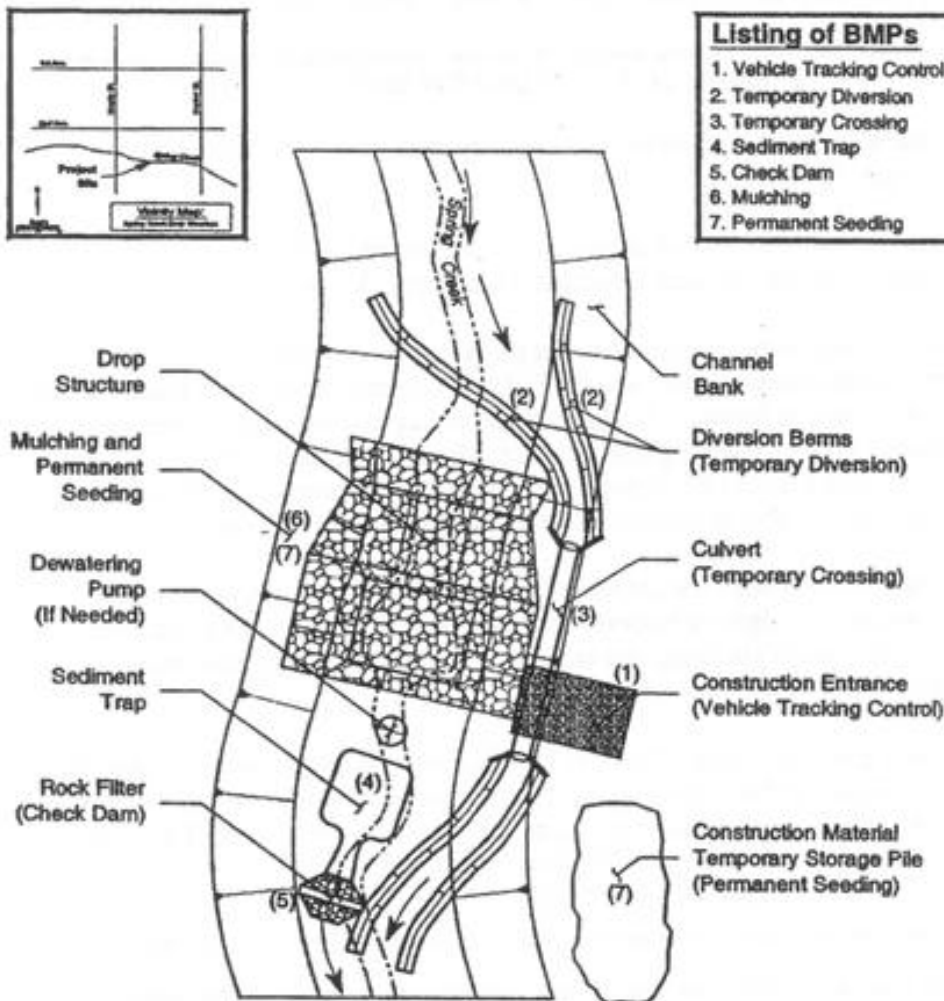 Project
Site
Vicinity Map:
Listing of BMPs
1. Vehicle Tracking Control
2. Temporary Diversion
3. Temporary Crossing
4. Sediment Trap
5. Check Dam
6. Mulching
7. Permanent Seeding
Spring Creek
Drop
Structure
Mulching and
Permanent
Seeding
(6)
(7)
Dewatering
Pump
(If Needed)
Sediment
Trap
(4)
Rock Filter
(Check Dam)
(5)
Channel
Bank
(2)
(2)
Diversion Berms
(Temporary Diversion)
Culvert
(Temporary Crossing)
(3)
(1)
Construction Entrance
(Vehicle Tracking Control)
Construction Material
Temporary Storage Pile
(Permanent Seeding)
(7)